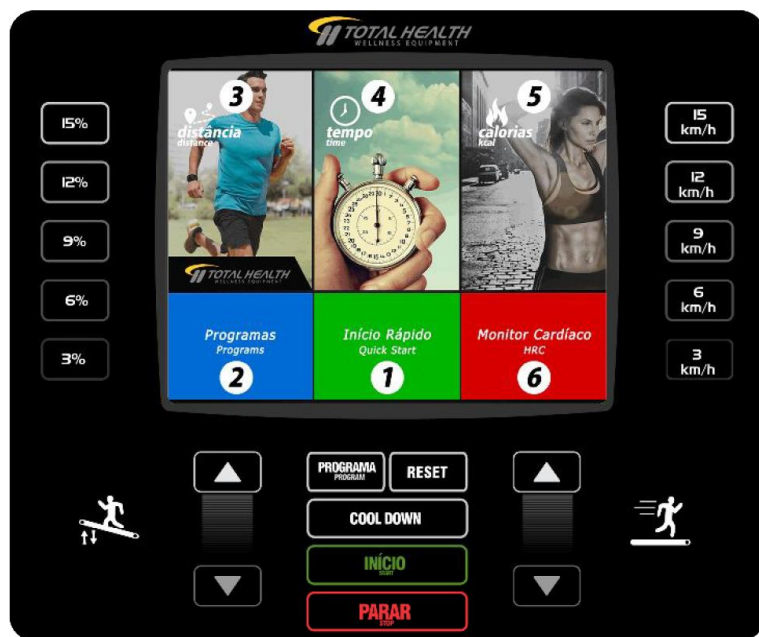 TOTAL HEALTH
WELLNESS EQUIPMENT
15%
12%
9%
6%
3%
3
distância
distance
TOTAL HEALTH
WELLNESS EQUIPMENT
4
tempo
time
5
calorias
kcal
Programas
Programs
2
Início Rápido
Quick Start
1
Monitor Cardíaco
HRC
6
15
km/h
12
km/h
9
km/h
6
km/h
3
km/h
PROGRAMA
PROGRAM
RESET
COOL DOWN
INÍCIO
START
PARAR
STOP